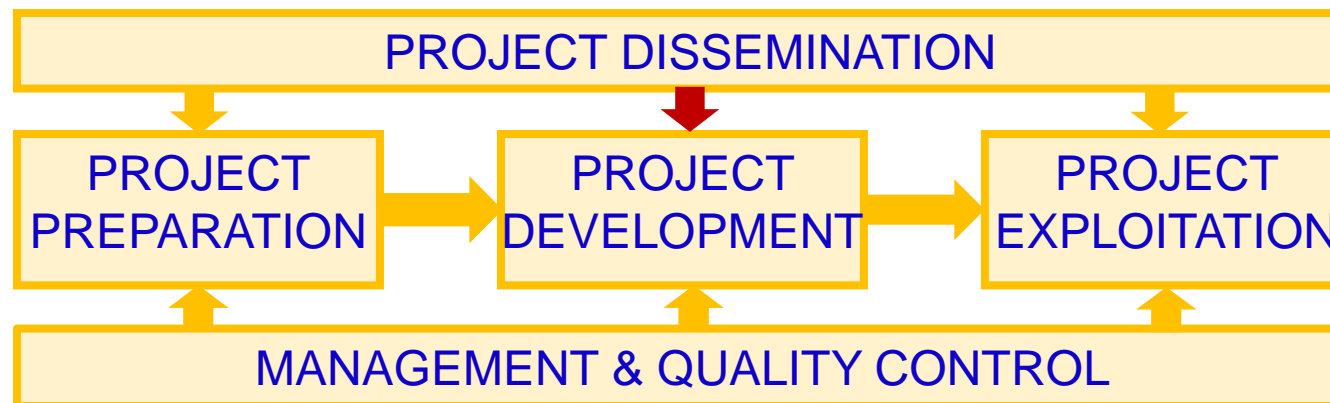 PROJECT DISSEMINATION
PROJECT
PREPARATION
PROJECT
DEVELOPMENT
PROJECT
EXPLOITATION
MANAGEMENT & QUALITY CONTROL